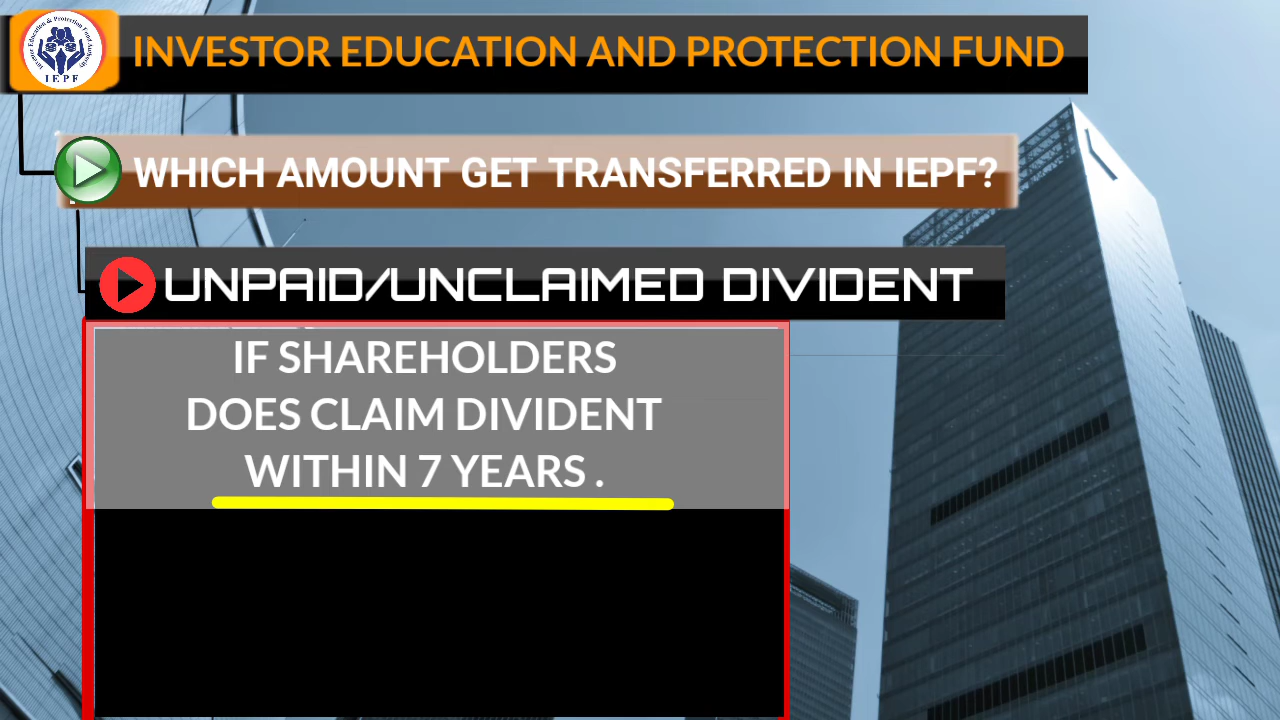 INVESTOR EDUCATION AND PROTECTION FUND
IEPF
WHICH AMOUNT GET TRANSFERRED IN IEPF?
UNPAID/UNCLAIMED DIVIDENT
IF SHAREHOLDERS
DOES CLAIM DIVIDENT
WITHIN 7 YEARS .